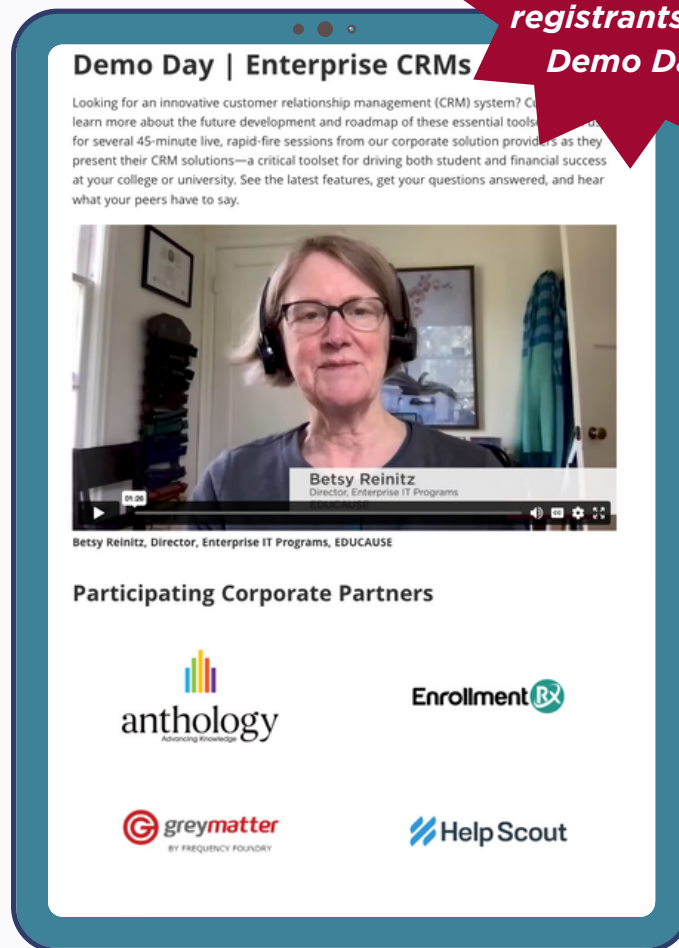 registrants
Demo Da
Demo Day | Enterprise CRMs
Looking for an innovative customer relationship management (CRM) system?
learn more about the future development and roadmap of these essential
for several 45-minute live, rapid-fire sessions from our corporate solution providers as they
present their CRM solutions—a critical toolset for driving both student and financial success
at your college or university. See the latest features, get your questions answered, and hear
what your peers have to say.
Betsy Reinitz
Director, Enterprise IT Programs
EDUCAUSE
01:26
CC
Betsy Reinitz, Director, Enterprise IT Programs, EDUCAUSE
Participating Corporate Partners
anthology
Advancing Knowledge
Enrollment Rx
greymatter
BY FREQUENCY FOUNDRY
Help Scout